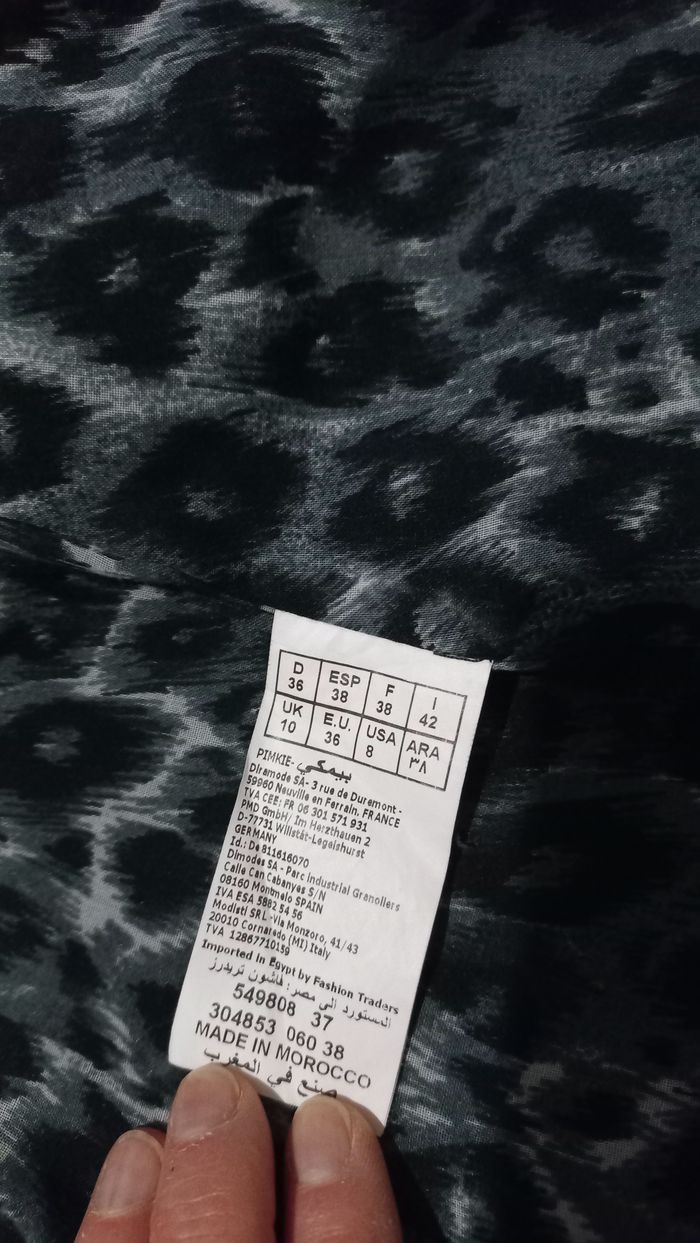 D 36 ESP 38 F 38 I 42
UK 10 E.U. 36 USA 8 ARA ٣٨
PIMKIE- بيمكي
Diramode SA- 3 rue de Duremont -
59960 Neuville en Ferrain. FRANCE
TVA CEE: FR 06 301 571 931
PMD GmbH/ Im Herzthauen 2
D-77731 Willstät-Legelshurst
GERMANY
Id.: De 811616070
Dimodes SA - Parc Industrial Granollers
Calle Can Cabanyes S/N
08160 Montmelo SPAIN
IVA ESA 5882 54 56
Modisti SRL -Via Monzoro, 41/43
20010 Cornaredo (MI) Italy
TVA 12867710159
Imported in Egypt by Fashion Traders
المستورد الى مصر: فاشون تريدرز
549808 37
304853 060 38
MADE IN MOROCCO
صنع في المغرب